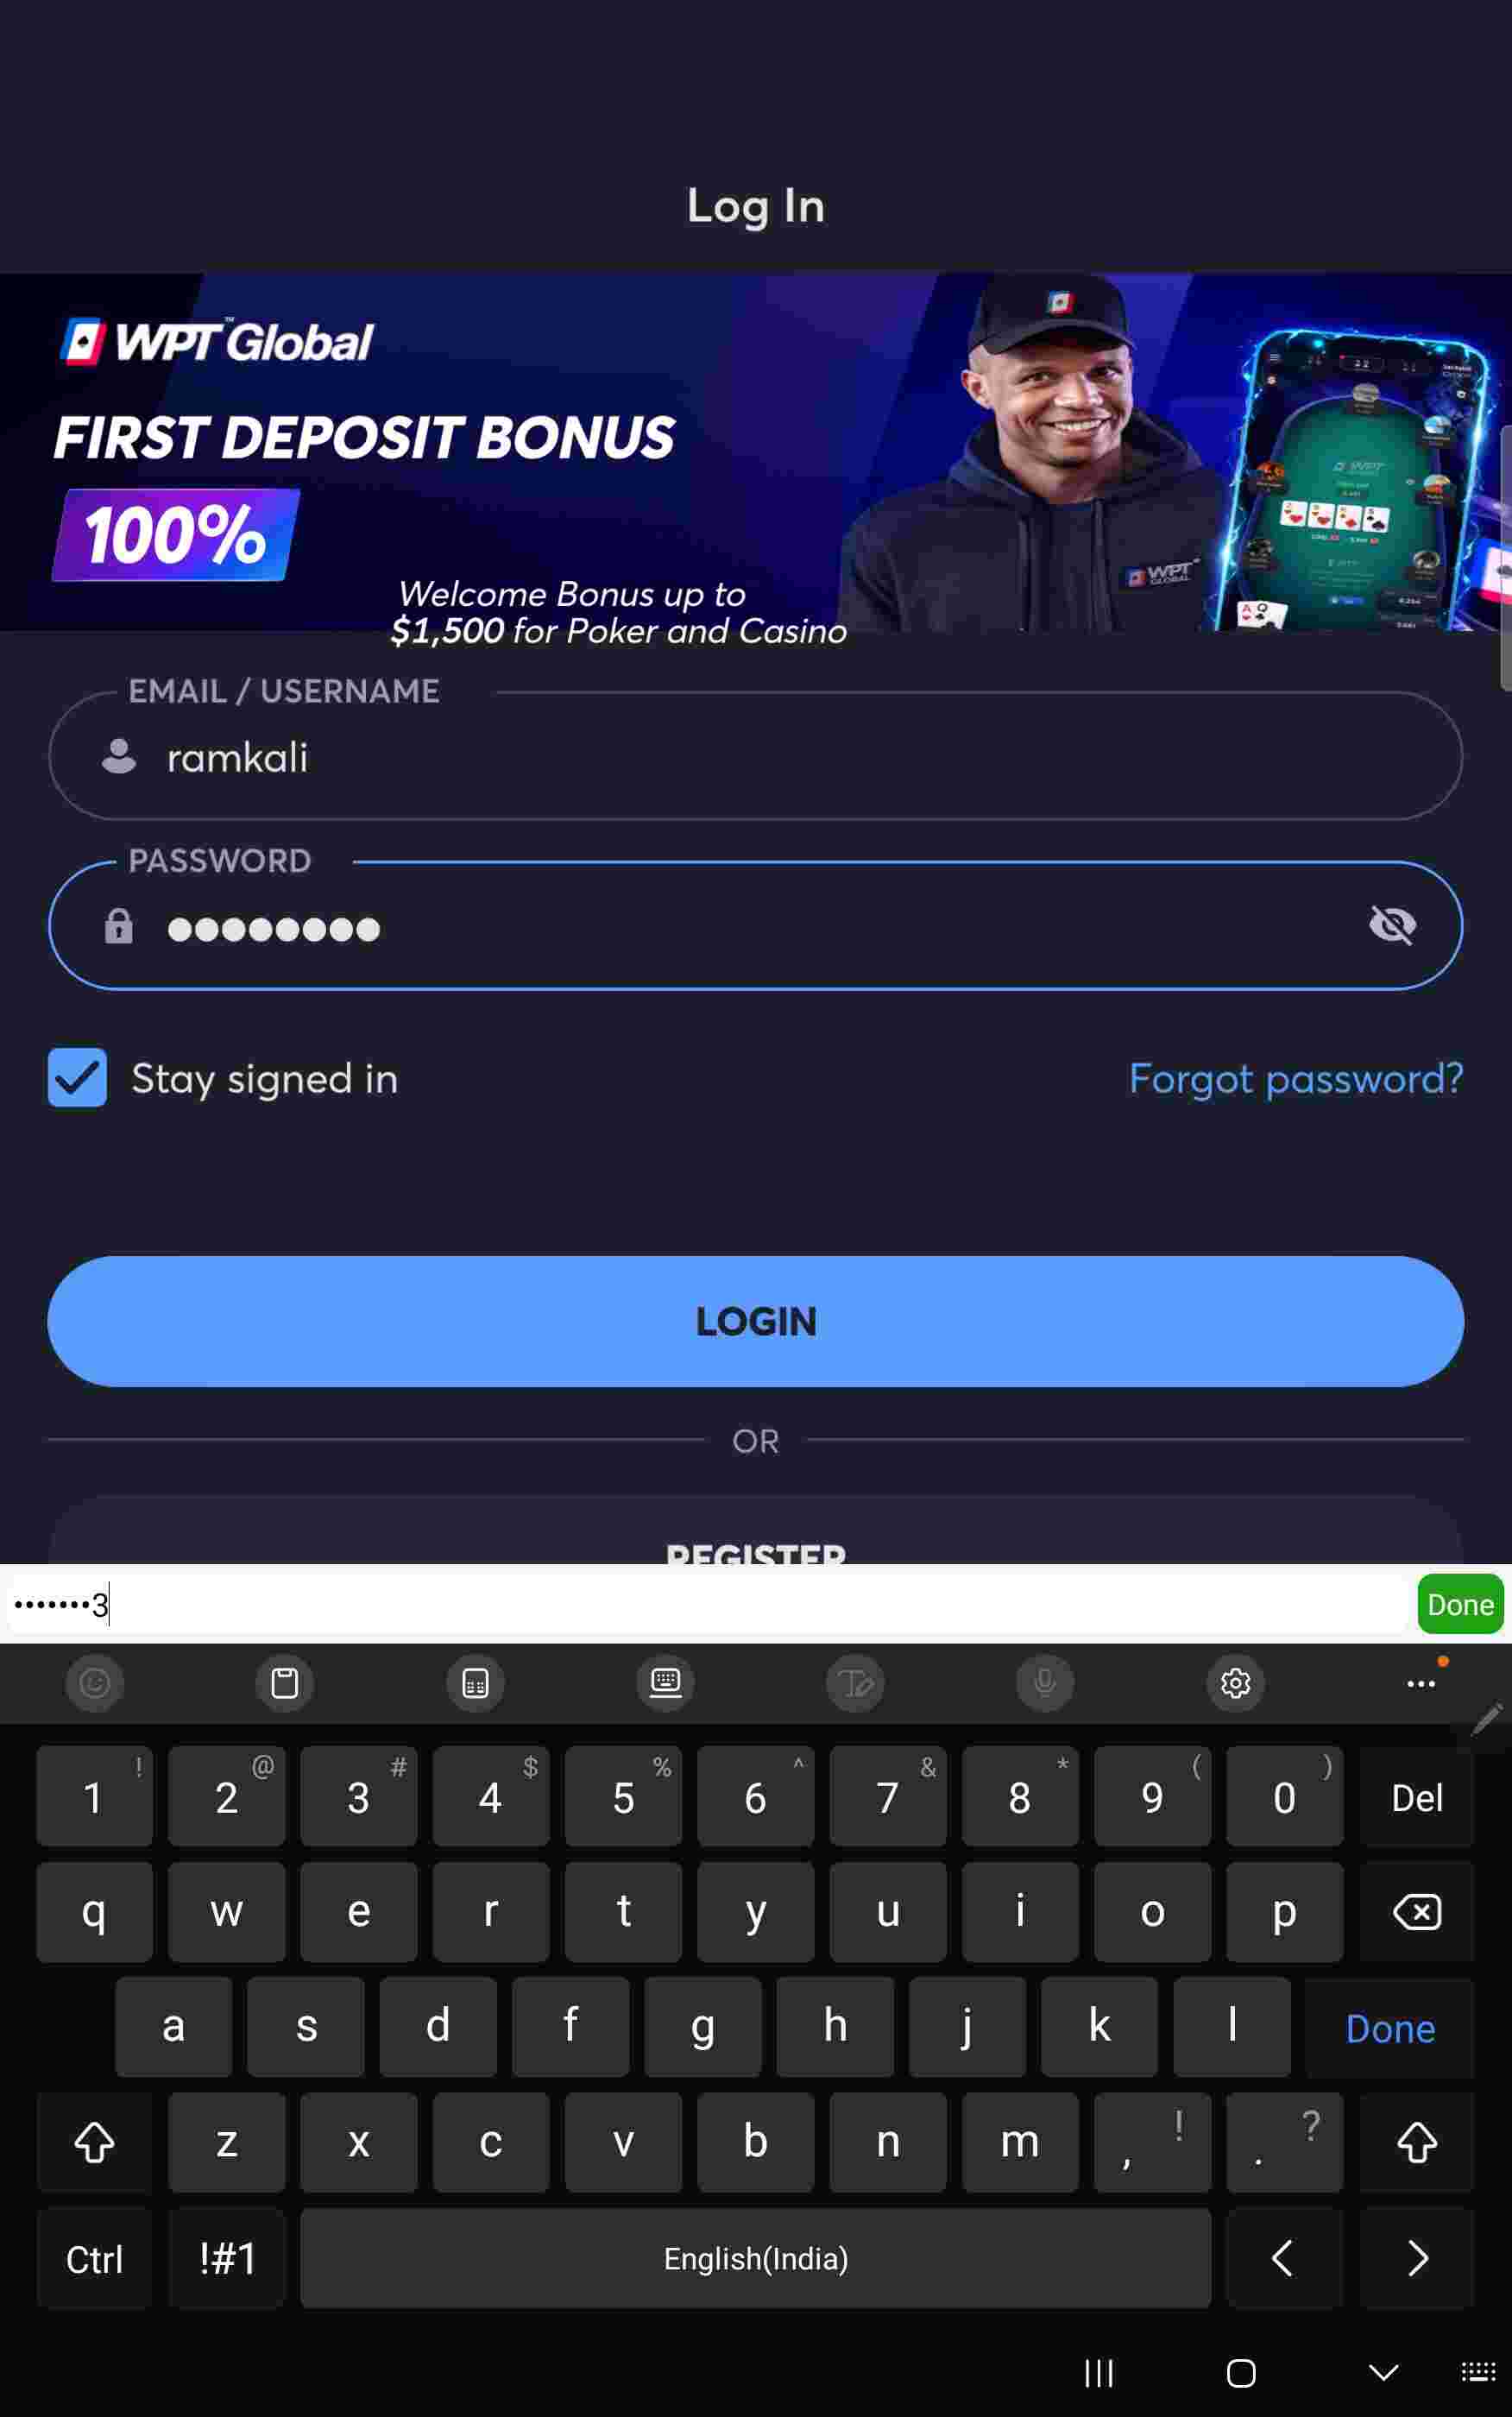 Log In
WPT Global™
FIRST DEPOSIT BONUS
100%
Welcome Bonus up to
$1,500 for Poker and Casino
WPT GLOBAL
EMAIL / USERNAME
ramkali
PASSWORD
●●●●●●●●
Stay signed in
Forgot password?
LOGIN
OR
REGISTER
•••••••3
Done
1 ! 2 @ 3 # 4 $ 5 % 6 ^ 7 & 8 * 9 ( 0 ) Del
q w e r t y u i o p
a s d f g h j k l Done
z x c v b n m , ! . ?
Ctrl !#1 English(India) < >